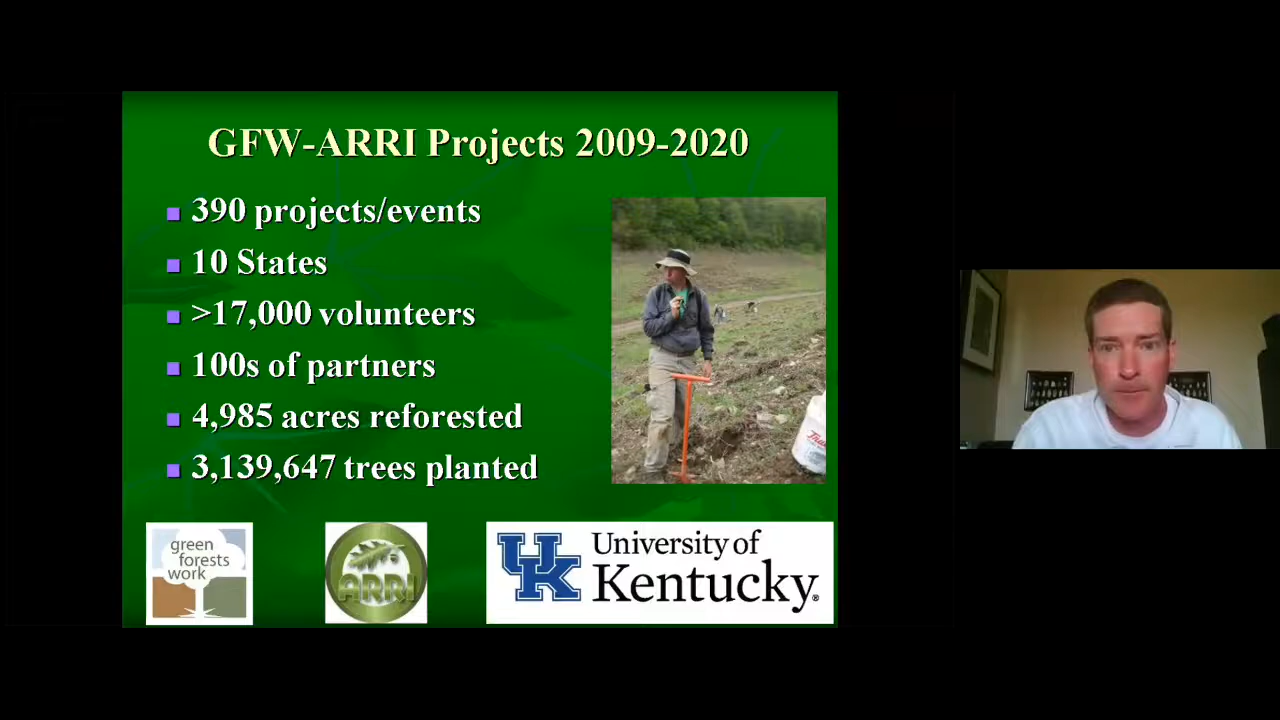 GFW-ARRI Projects 2009-2020
390 projects/events
10 States
>17,000 volunteers
100s of partners
4,985 acres reforested
3,139,647 trees planted
green
forests
work
ARRI
UK
University of
Kentucky®